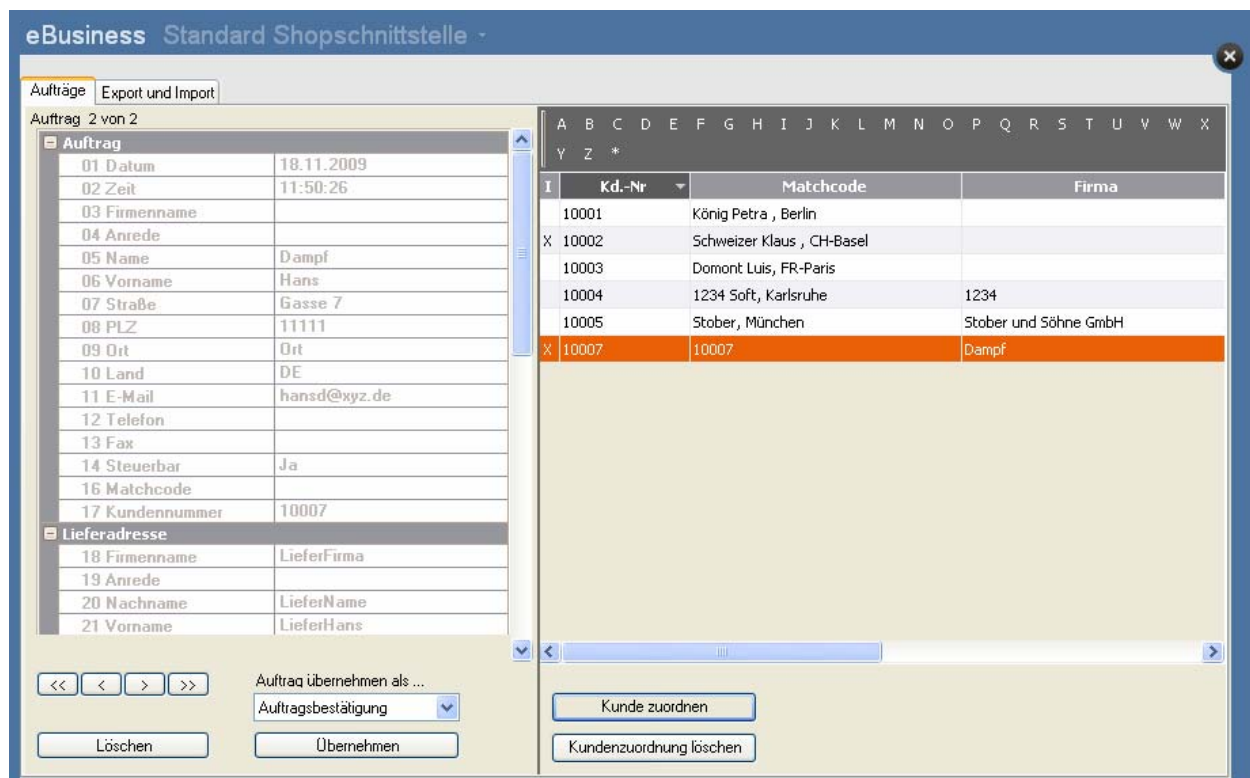 eBusiness Standard Shopschnittstelle -
Aufträge Export und Import
Auftrag 2 von 2
Auftrag
01 Datum 18.11.2009
02 Zeit 11:50:26
03 Firmenname
04 Anrede
05 Name Dampf
06 Vorname Hans
07 Straße Gasse 7
08 PLZ 11111
09 Ort Ort
10 Land DE
11 E-Mail hansd@xyz.de
12 Telefon
13 Fax
14 Steuerbar Ja
16 Matchcode
17 Kundennummer 10007
Lieferadresse
18 Firmenname LieferFirma
19 Anrede
20 Nachname LieferName
21 Vorname LieferHans
<< < > >>
Auftrag übernehmen als ...
Auftragsbestätigung
Löschen Übernehmen
A B C D E F G H I J K L M N O P Q R S T U V W X
Y Z *
I Kd.-Nr Matchcode Firma
10001 König Petra , Berlin
X 10002 Schweizer Klaus , CH-Basel
10003 Domont Luis, FR-Paris
10004 1234 Soft, Karlsruhe 1234
10005 Stober, München Stober und Söhne GmbH
X 10007 10007 Dampf
Kunde zuordnen
Kundenzuordnung löschen